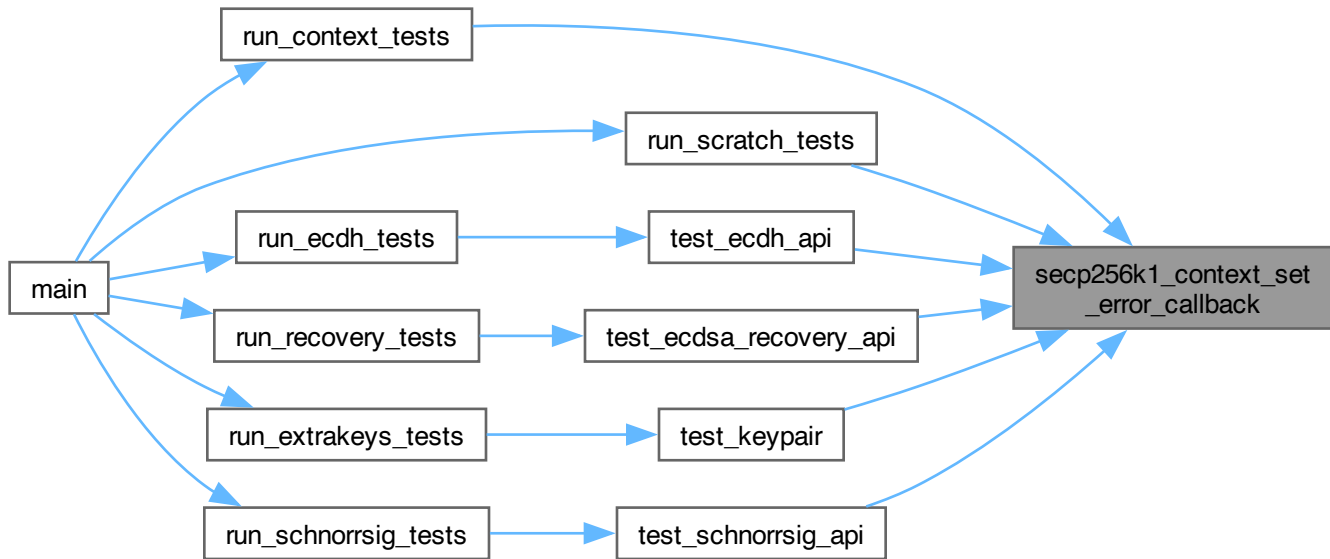 run_context_tests
run_scratch_tests
run_ecdh_tests
test_ecdh_api
main
secp256k1_context_set
_error_callback
run_recovery_tests
test_ecdsa_recovery_api
run_extrakeys_tests
test_keypair
run_schnorrsig_tests
test_schnorrsig_api